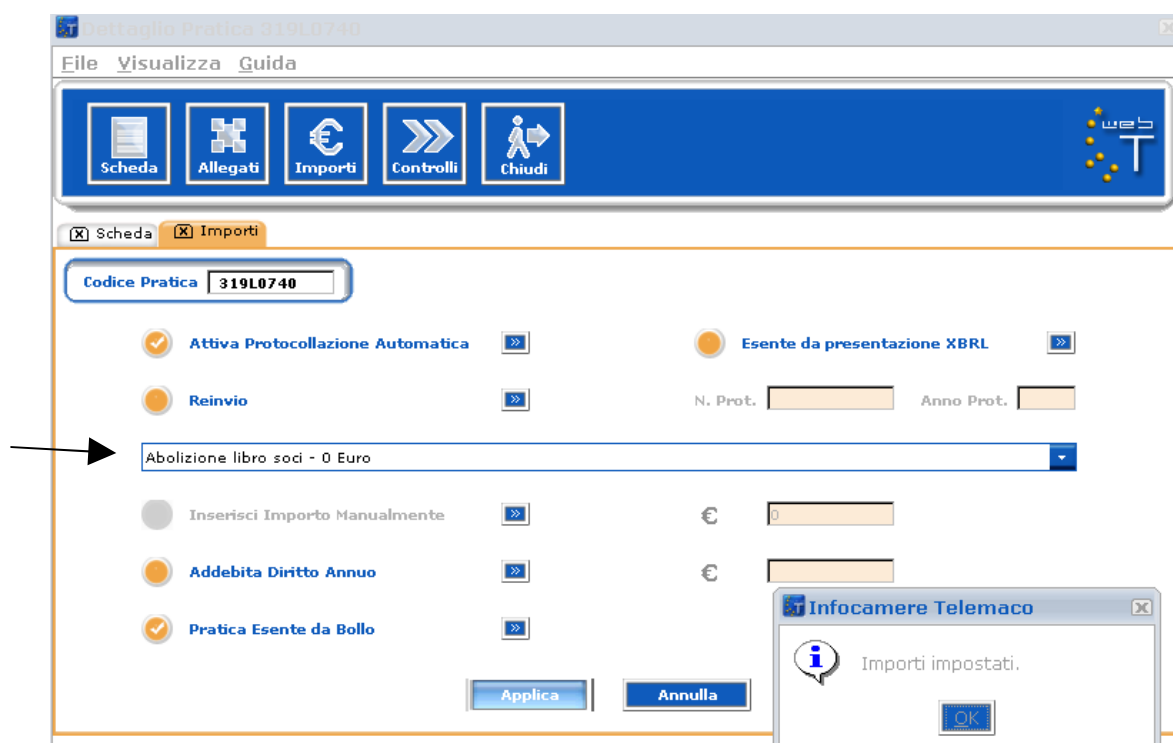 Dettaglio Pratica 319L0740
File Visualizza Guida
Scheda Allegati Importi Controlli Chiudi
web T
Scheda Importi
Codice Pratica 319L0740
Attiva Protocollazione Automatica Esente da presentazione XBRL
Reinvio N. Prot. Anno Prot.
Abolizione libro soci - 0 Euro
Inserisci Importo Manualmente € 0
Addebita Diritto Annuo €
Infocamere Telemaco
Pratica Esente da Bollo
Importi impostati.
Applica Annulla
OK